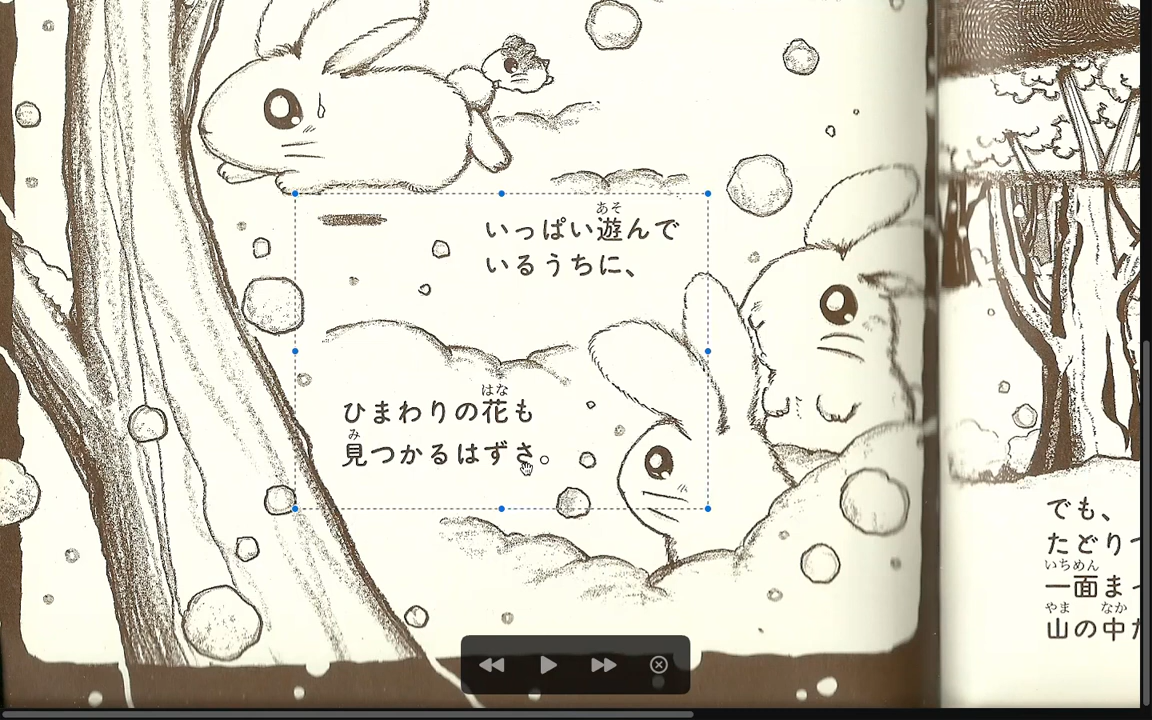 いっぱい遊んで
いるうちに、
ひまわりの花も
見つかるはずさ。
でも、
たどり
一面ま
山の中